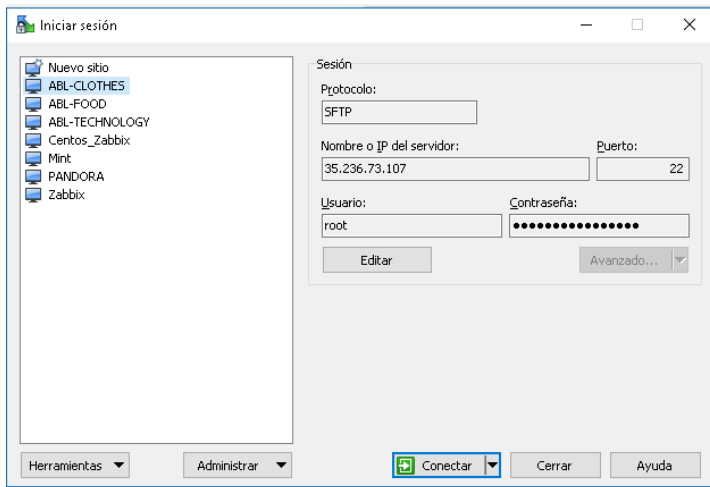 Iniciar sesión
Nuevo sitio
ABL-CLOTHES
ABL-FOOD
ABL-TECHNOLOGY
Centos_Zabbix
Mint
PANDORA
Zabbix
Sesión
Protocolo:
SFTP
Nombre o IP del servidor: Puerto:
35.236.73.107 22
Usuario: Contraseña:
root ●●●●●●●●●●●●●●●●
Editar Avanzado...
Herramientas Administrar Conectar Cerrar Ayuda